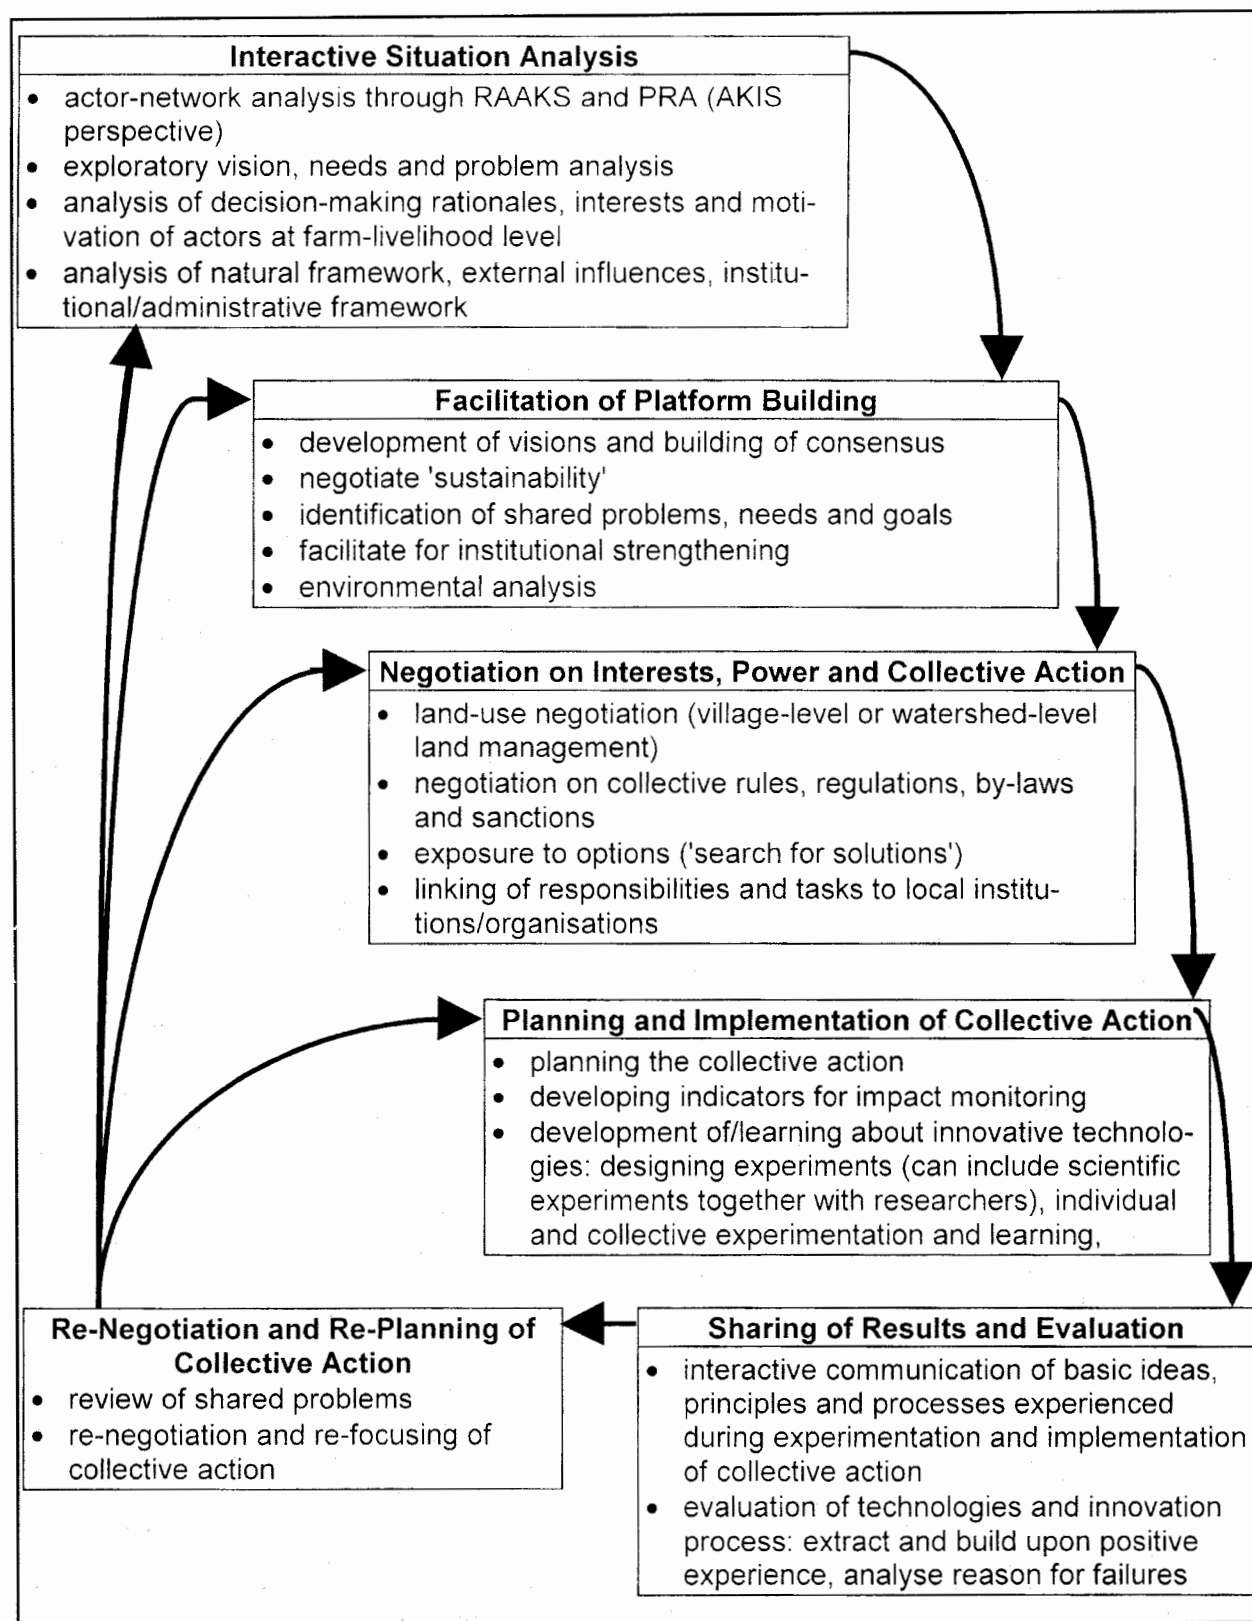 Interactive Situation Analysis
• actor-network analysis through RAAKS and PRA (AKIS
perspective)
• exploratory vision, needs and problem analysis
• analysis of decision-making rationales, interests and moti-
vation of actors at farm-livelihood level
• analysis of natural framework, external influences, institu-
tional/administrative framework
Facilitation of Platform Building
• development of visions and building of consensus
• negotiate 'sustainability'
• identification of shared problems, needs and goals
• facilitate for institutional strengthening
• environmental analysis
Negotiation on Interests, Power and Collective Action
• land-use negotiation (village-level or watershed-level
land management)
• negotiation on collective rules, regulations, by-laws
and sanctions
• exposure to options ('search for solutions')
• linking of responsibilities and tasks to local institu-
tions/organisations
Planning and Implementation of Collective Action
• planning the collective action
• developing indicators for impact monitoring
• development of/learning about innovative technolo-
gies: designing experiments (can include scientific
experiments together with researchers), individual
and collective experimentation and learning,
Re-Negotiation and Re-Planning of
Collective Action
• review of shared problems
• re-negotiation and re-focusing of
collective action
Sharing of Results and Evaluation
• interactive communication of basic ideas,
principles and processes experienced
during experimentation and implementation
of collective action
• evaluation of technologies and innovation
process: extract and build upon positive
experience, analyse reason for failures